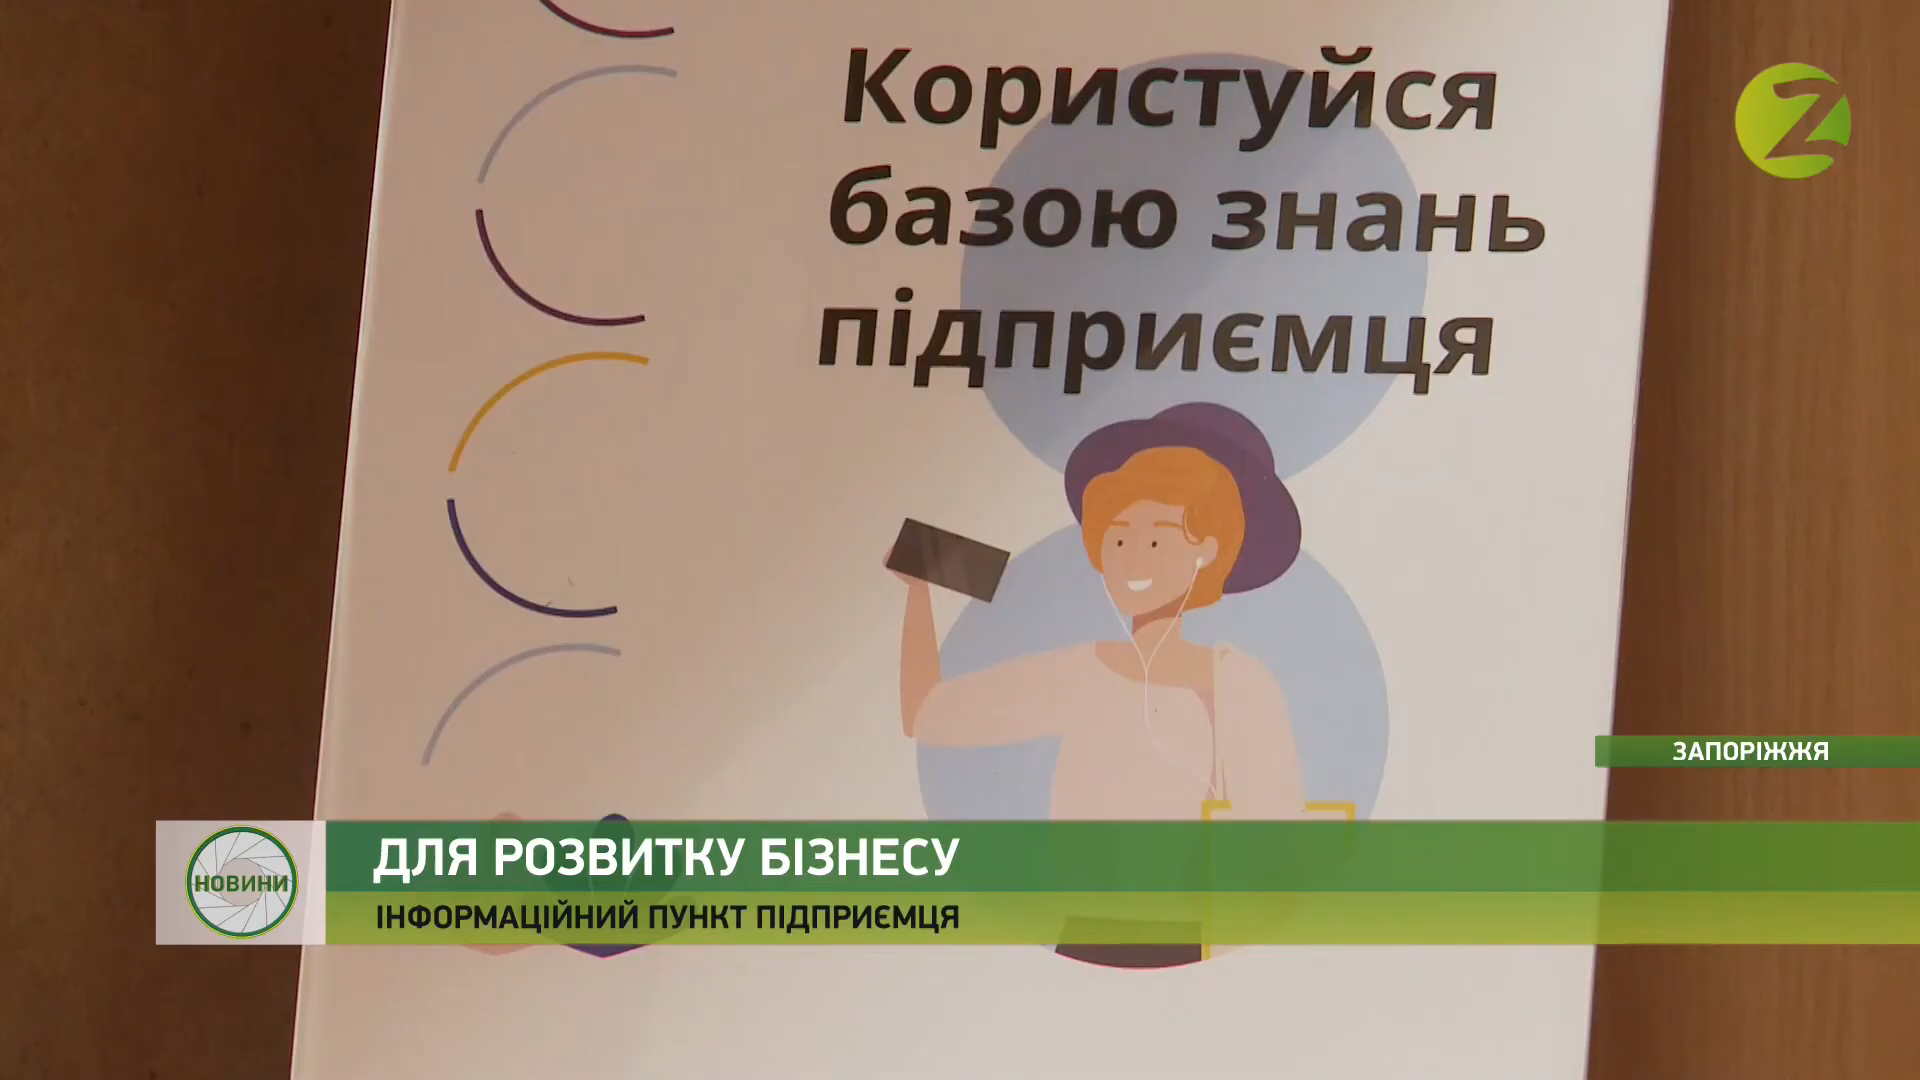 Користуйся
базою знань
підприємця
Z
ЗАПОРІЖЖЯ
НОВИНИ
ДЛЯ РОЗВИТКУ БІЗНЕСУ
ІНФОРМАЦІЙНИЙ ПУНКТ ПІДПРИЄМЦЯ